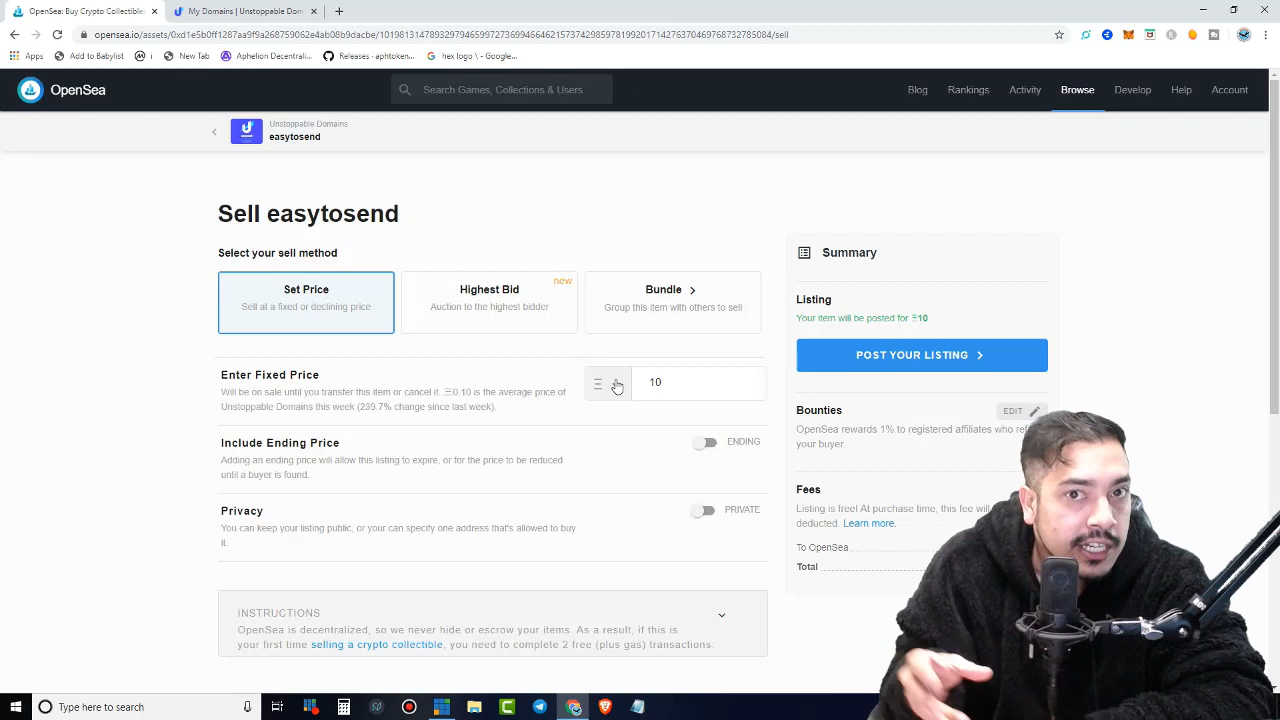 OpenSea: Buy Crypto Collectibles
My Domains | Unstoppable Dom
opensea.io/assets/0xd1e5b0ff1287aa9f9a268759062e4ab08b9dacbe/
/sell
Apps
Add to Babylist
New Tab
Aphelion Decentrali...
Releases · aphtoken...
hex logo \ - Googl...
OpenSea
Search Games, Collections & Users
Blog
Rankings
Activity
Browse
Develop
Help
Account
Unstoppable Domains
easytosend
Sell easytosend
Select your sell method
Set Price
Sell at a fixed or declining price
new
Highest Bid
Auction to the highest bidder
Bundle
Group this item with others to sell
Enter Fixed Price
Will be on sale until you transfer this item or cancel it. Ξ0.10 is the average price of
Unstoppable Domains this week (239.7% change since last week).
10
Include Ending Price
Adding an ending price will allow this listing to expire, or for the price to be reduced
until a buyer is found.
ENDING
Privacy
You can keep your listing public, or your can specify one address that's allowed to buy
it.
PRIVATE
INSTRUCTIONS
OpenSea is decentralized, so we never hide or escrow your items. As a result, if this is
your first time selling a crypto collectible, you need to complete 2 free (plus gas) transactions:
Summary
Listing
Your item will be posted for Ξ10
POST YOUR LISTING
Bounties
EDIT
OpenSea rewards 1% to registered affiliates who
your buyer.
Fees
Listing is free! At purchase time, this fee will
deducted. Learn more.
To OpenSea
Total
Type here to search